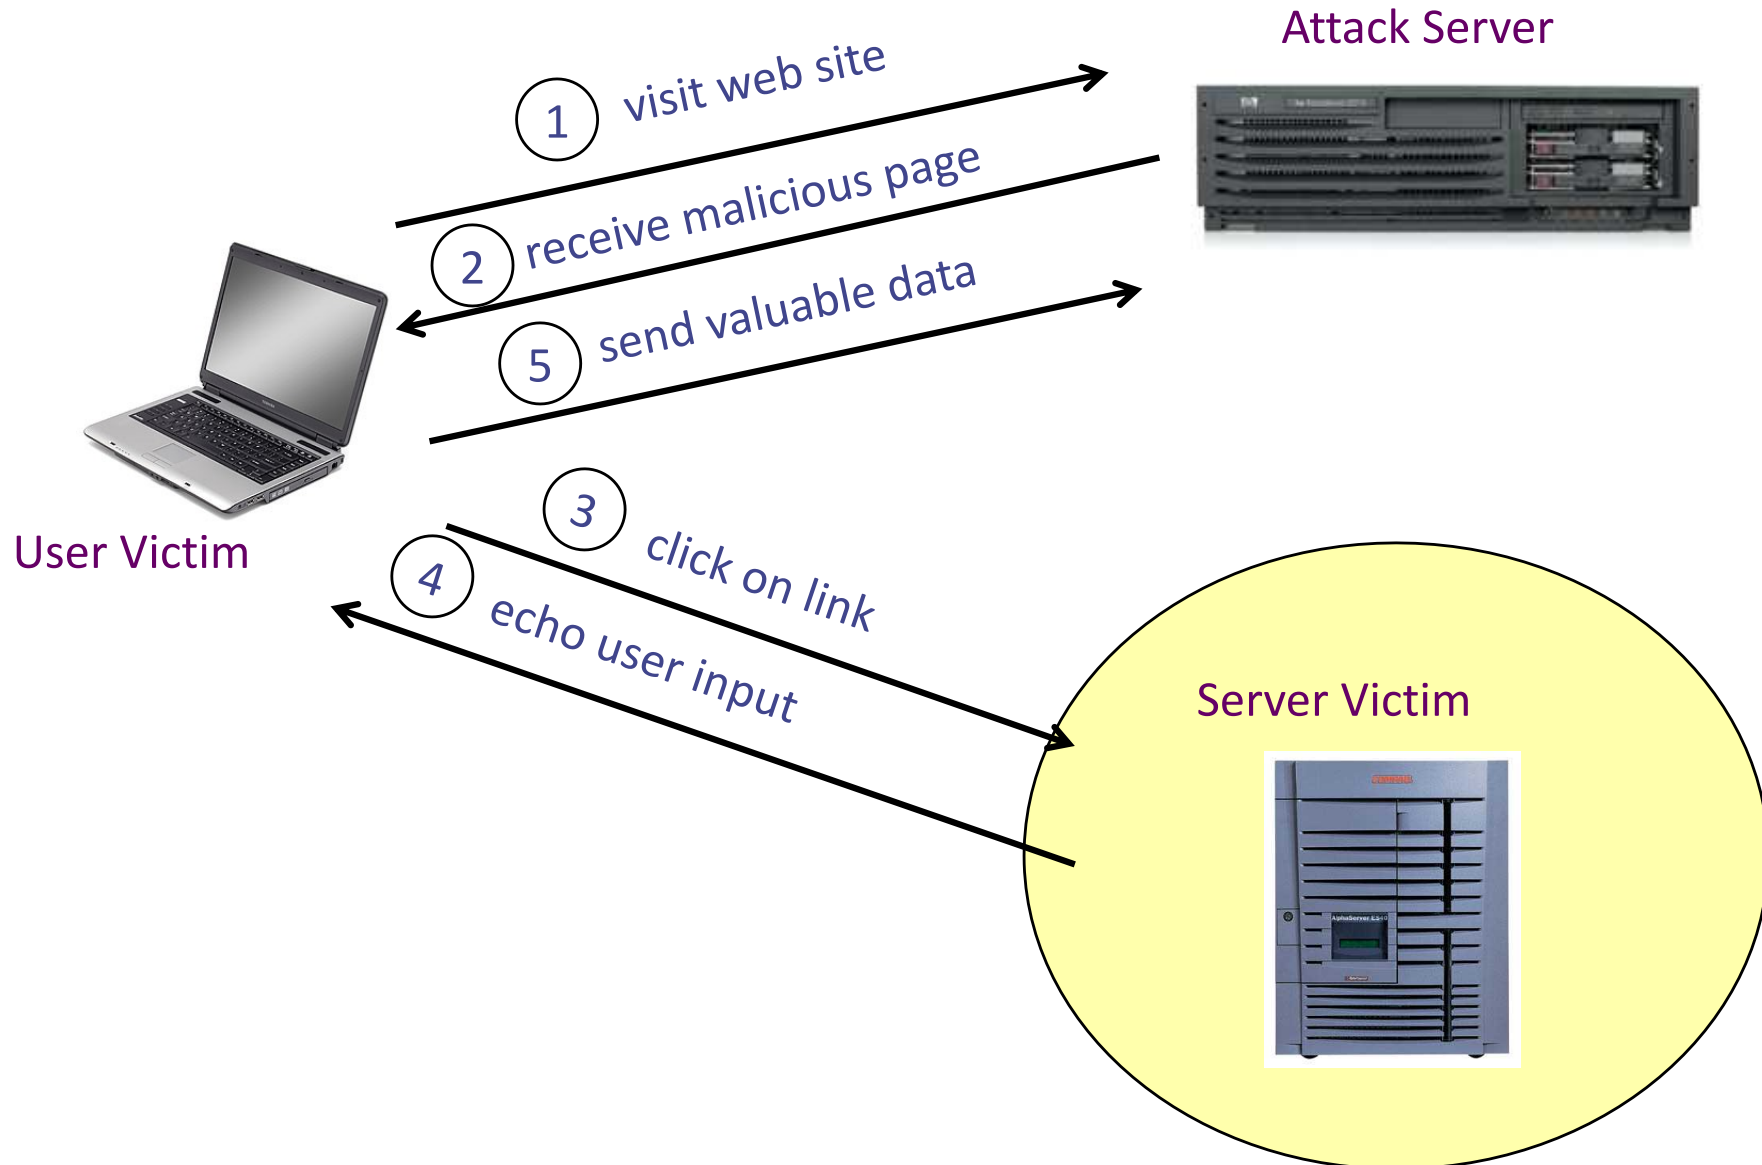 Attack Server
1 visit web site
2 receive malicious page
5 send valuable data
User Victim
3 click on link
4 echo user input
Server Victim
COMPAQ